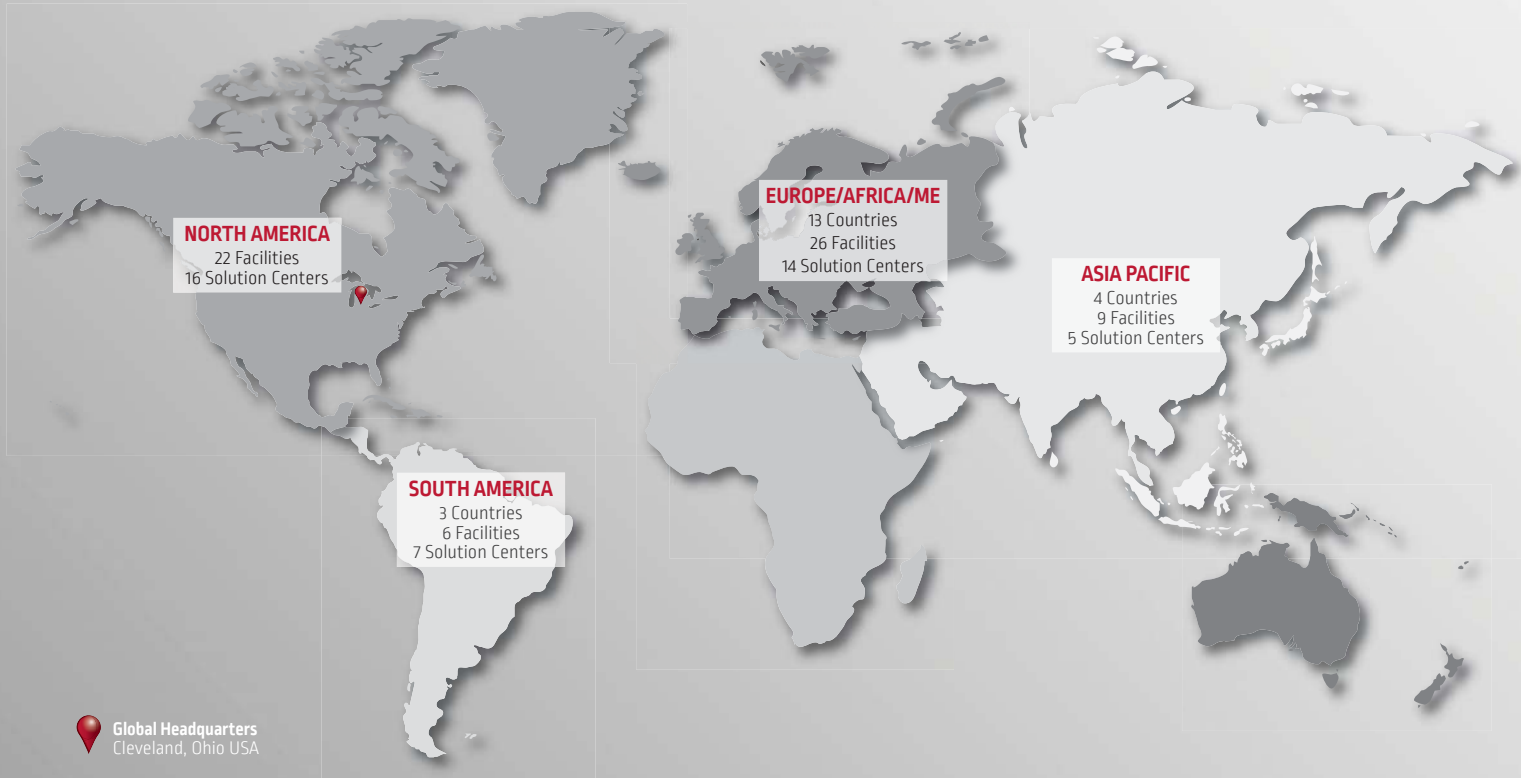 NORTH AMERICA
22 Facilities
16 Solution Centers
EUROPE/AFRICA/ME
13 Countries
26 Facilities
14 Solution Centers
ASIA PACIFIC
4 Countries
9 Facilities
5 Solution Centers
SOUTH AMERICA
3 Countries
6 Facilities
7 Solution Centers
Global Headquarters
Cleveland, Ohio USA